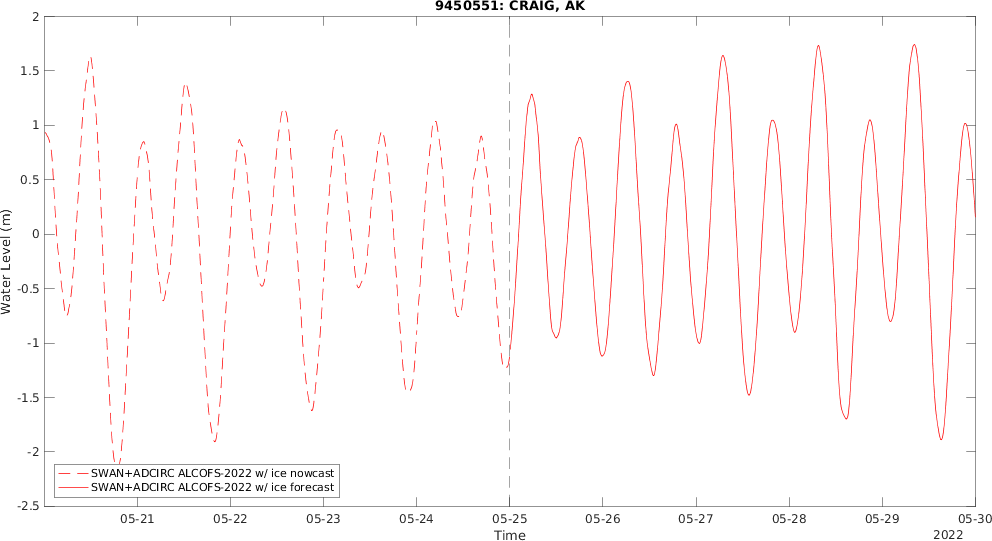 9450551: CRAIG, AK
2
1.5
1
0.5
0
-0.5
-1
-1.5
-2
-2.5
Water Level (m)
SWAN+ADCIRC ALCOFS-2022 w/ ice nowcast
SWAN+ADCIRC ALCOFS-2022 w/ ice forecast
05-21 05-22 05-23 05-24 05-25 05-26 05-27 05-28 05-29 05-30
Time
2022